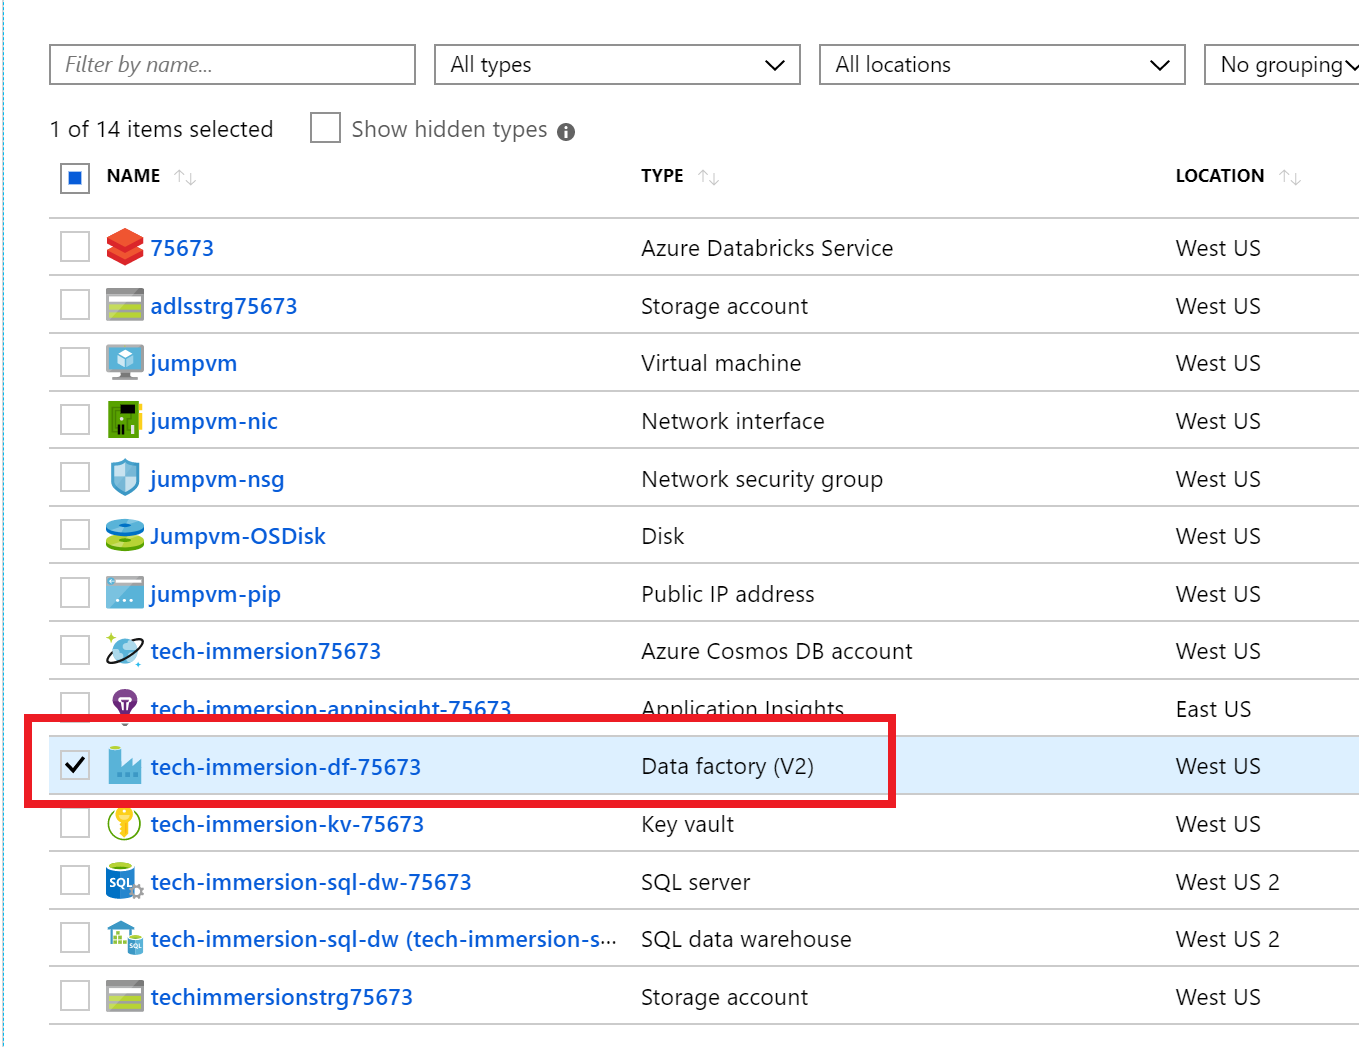 Filter by name... All types All locations No grouping
1 of 14 items selected Show hidden types
NAME TYPE LOCATION
75673 Azure Databricks Service West US
adlsstrg75673 Storage account West US
jumpvm Virtual machine West US
jumpvm-nic Network interface West US
jumpvm-nsg Network security group West US
Jumpvm-OSDisk Disk West US
jumpvm-pip Public IP address West US
tech-immersion75673 Azure Cosmos DB account West US
tech-immersion-appinsight-75673 Application Insights East US
tech-immersion-df-75673 Data factory (V2) West US
tech-immersion-kv-75673 Key vault West US
SQL tech-immersion-sql-dw-75673 SQL server West US 2
SQL tech-immersion-sql-dw (tech-immersion-s... SQL data warehouse West US 2
techimmersionstrg75673 Storage account West US